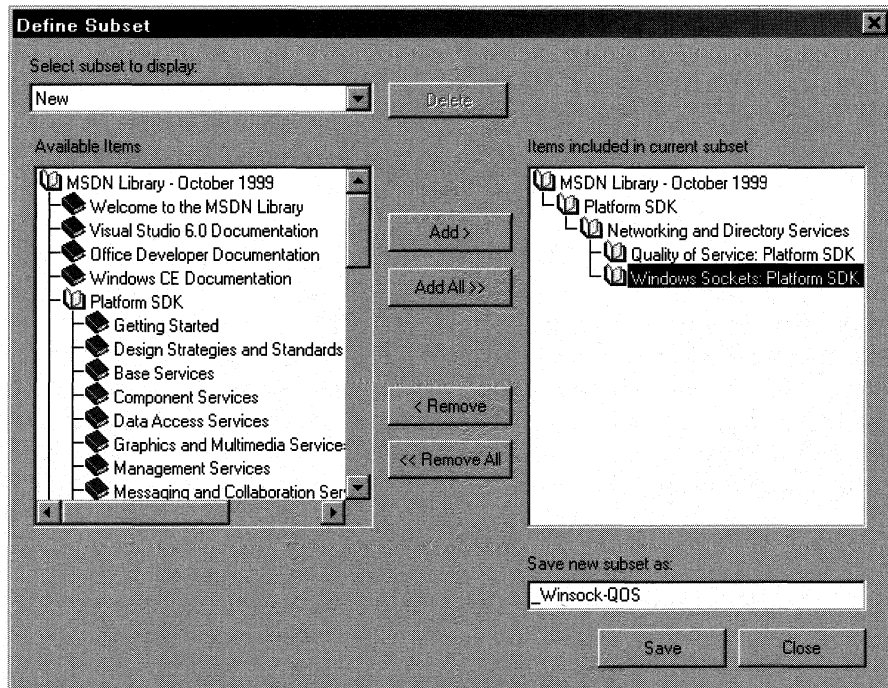 Define Subset
Select subset to display:
New
Delete
Available Items
MSDN Library - October 1999
Welcome to the MSDN Library
Visual Studio 6.0 Documentation
Office Developer Documentation
Windows CE Documentation
Platform SDK
Getting Started
Design Strategies and Standards
Base Services
Component Services
Data Access Services
Graphics and Multimedia Service
Management Services
Messaging and Collaboration Ser
Add >
Add All >>
< Remove
<< Remove All
Items included in current subset
MSDN Library - October 1999
Platform SDK
Networking and Directory Services
Quality of Service: Platform SDK
Windows Sockets: Platform SDK
Save new subset as:
_Winsock-QOS
Save
Close